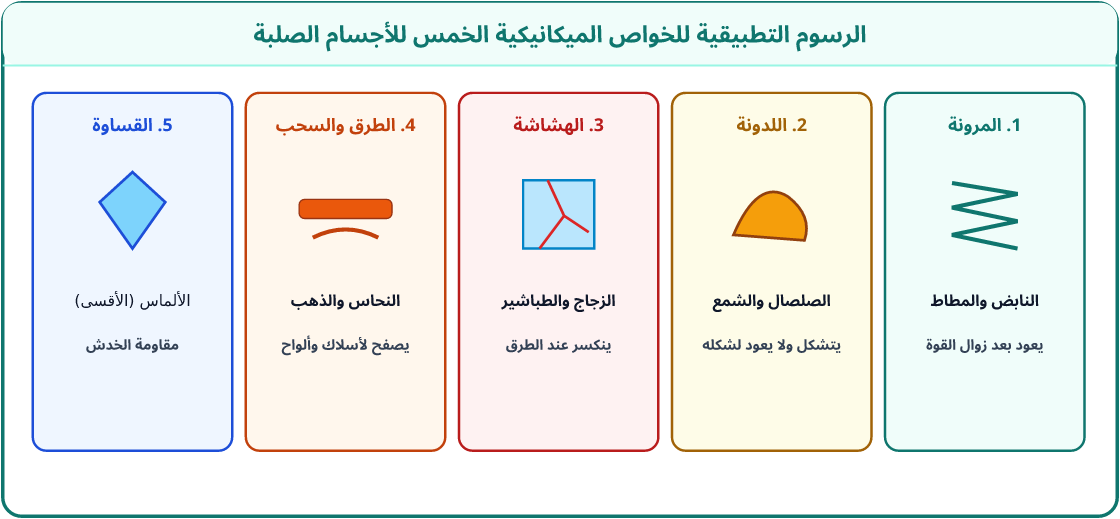 الرسوم التطبيقية للخواص الميكانيكية الخمس للأجسام الصلبة
1. المرونة
النابض والمطاط
يعود بعد زوال القوة
2. اللدونة
الصلصال والشمع
يتشكل ولا يعود لشكله
3. الهشاشة
الزجاج والطباشير
ينكسر عند الطرق
4. الطرق والسحب
النحاس والذهب
يصفح لأسلاك وألواح
5. القساوة
الألماس (الأقسى)
مقاومة الخدش